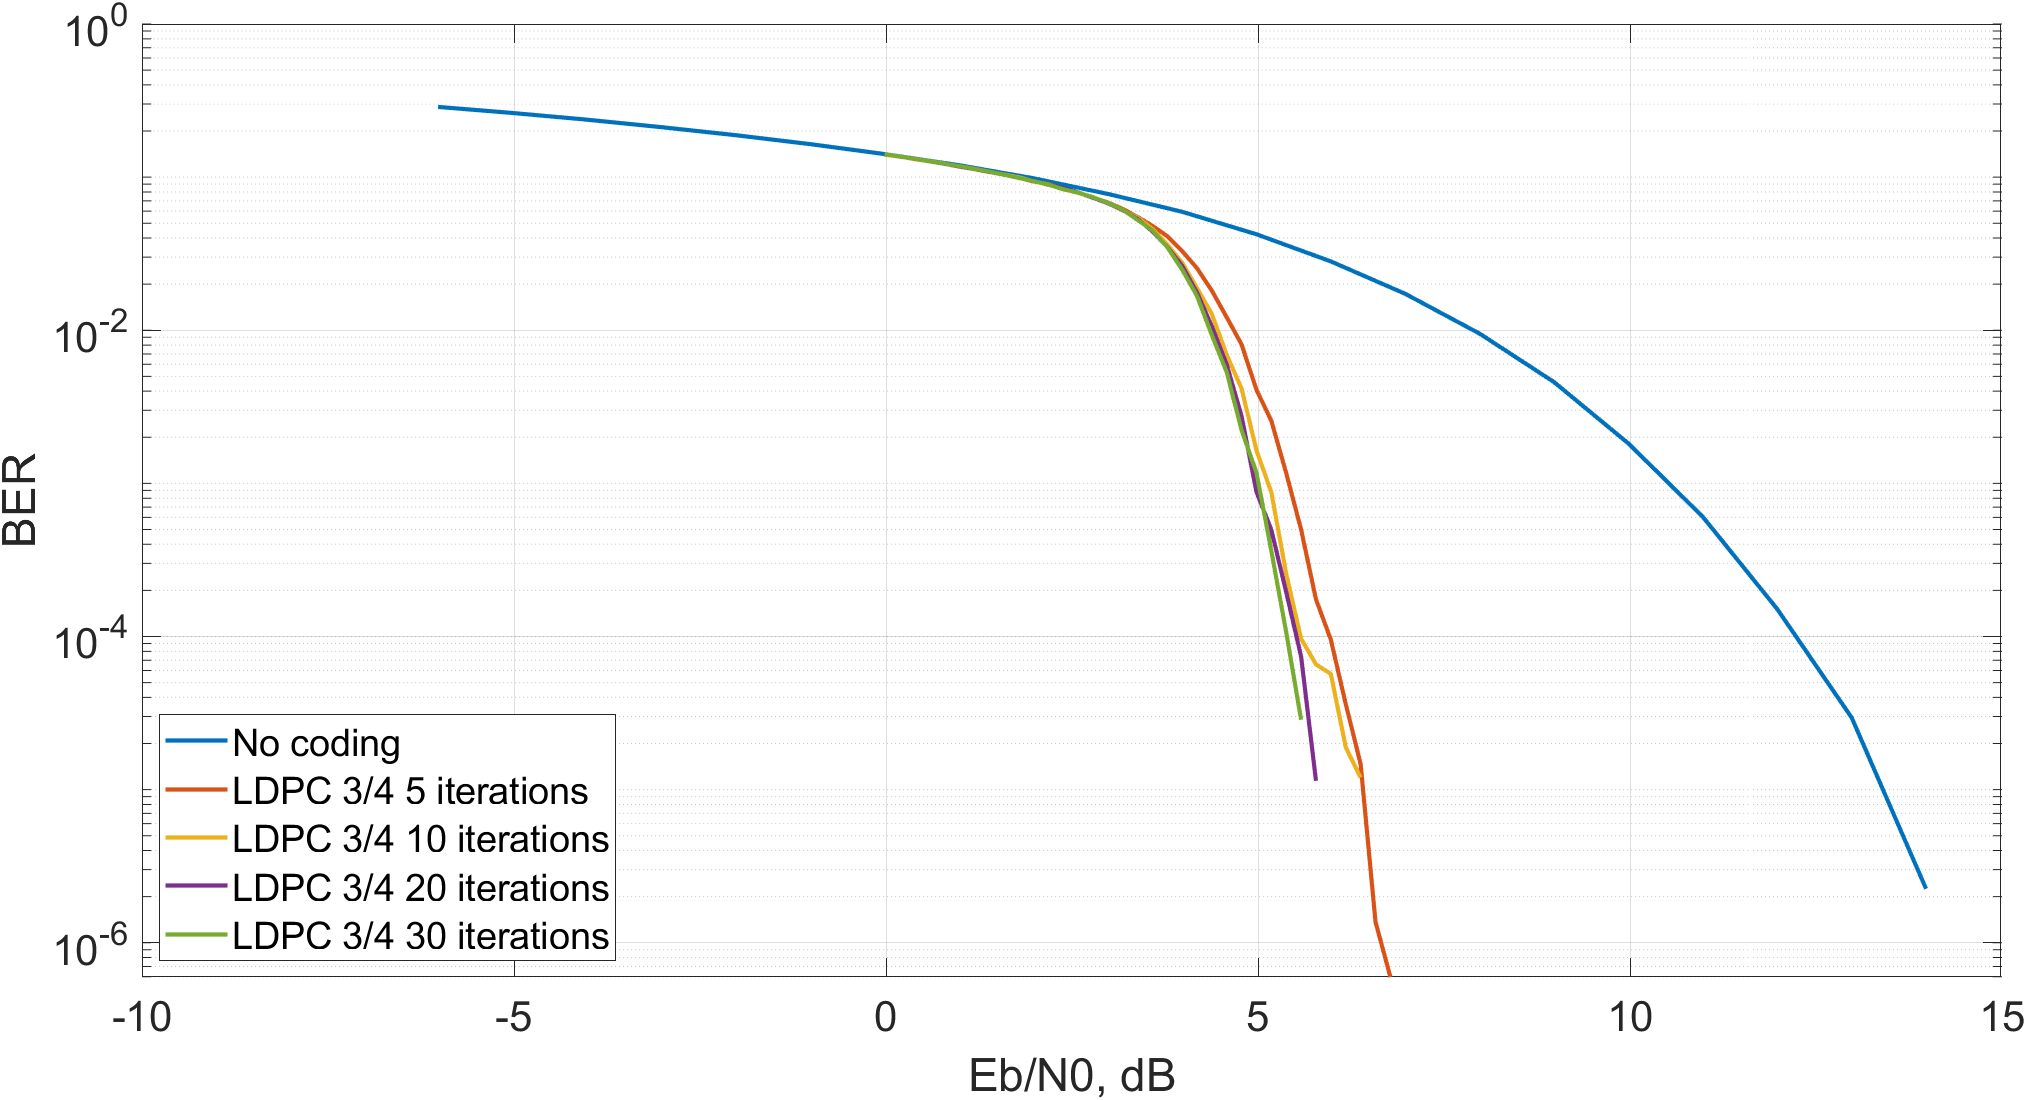 10^0
10^-2
10^-4
10^-6
BER
No coding
LDPC 3/4 5 iterations
LDPC 3/4 10 iterations
LDPC 3/4 20 iterations
LDPC 3/4 30 iterations
-10 -5 0 5 10 15
Eb/N0, dB